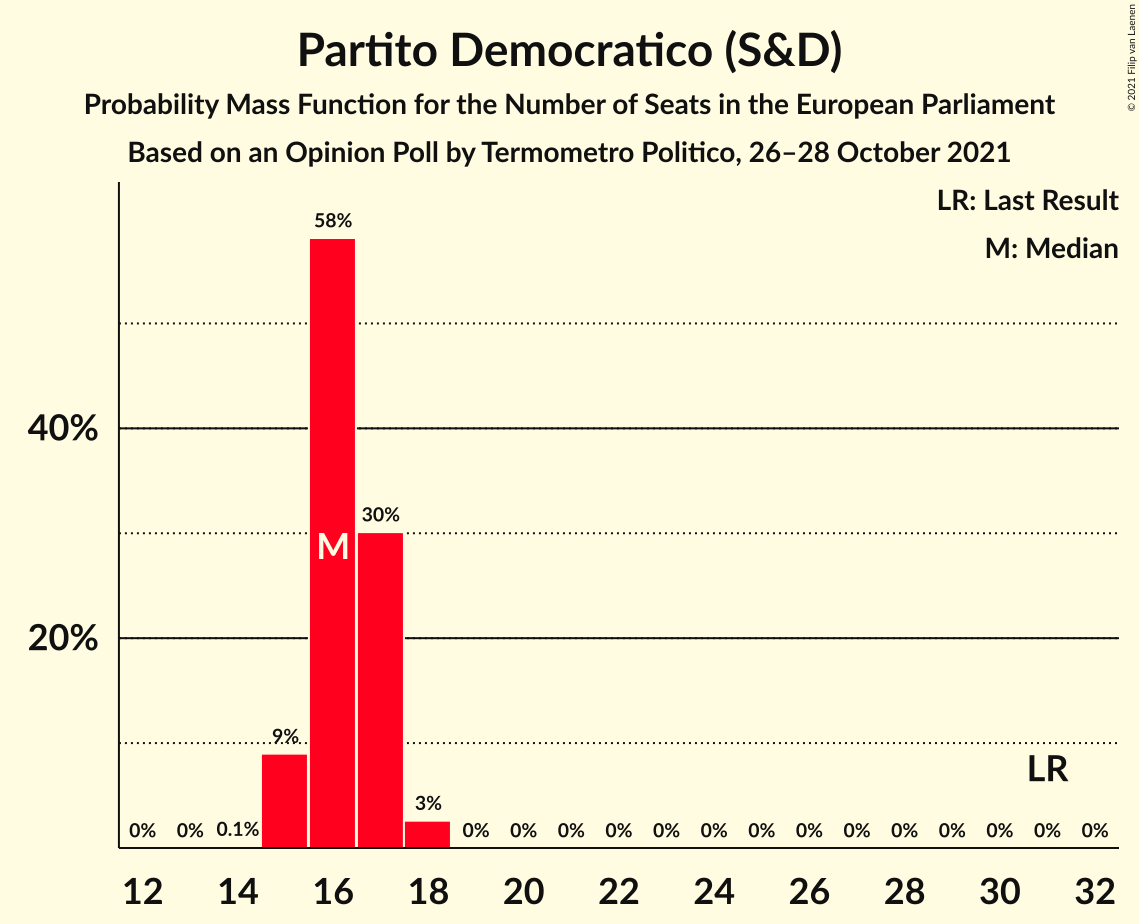 Partito Democratico (S&D)
Probability Mass Function for the Number of Seats in the European Parliament
Based on an Opinion Poll by Termometro Politico, 26–28 October 2021
© 2021 Filip van Laenen
LR: Last Result
M: Median
58%
40%
30%
M
20%
9%
LR
3%
0% 0% 0.1% 0% 0% 0% 0% 0% 0% 0% 0% 0% 0% 0% 0% 0% 0%
12 14 16 18 20 22 24 26 28 30 32